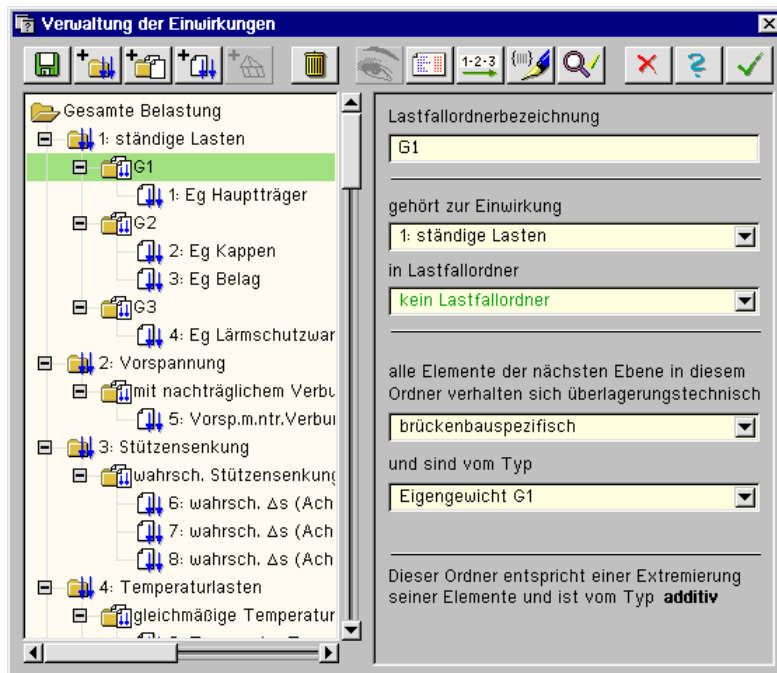 Verwaltung der Einwirkungen
1-2-3
Gesamte Belastung
1: ständige Lasten
G1
1: Eg Hauptträger
G2
2: Eg Kappen
3: Eg Belag
G3
4: Eg Lärmschutzwar
2: Vorspannung
mit nachträglichem Verbu
5: Vorsp.m.ntr.Verbu
3: Stützensenkung
wahrsch. Stützensenkung
6: wahrsch. Δs (Ach
7: wahrsch. Δs (Ach
8: wahrsch. Δs (Ach
4: Temperaturlasten
gleichmäßige Temperatur
Lastfallordnerbezeichnung
G1
gehört zur Einwirkung
1: ständige Lasten
in Lastfallordner
kein Lastfallordner
alle Elemente der nächsten Ebene in diesem
Ordner verhalten sich überlagerungstechnisch
brückenbauspezifisch
und sind vom Typ
Eigengewicht G1
Dieser Ordner entspricht einer Extremierung
seiner Elemente und ist vom Typ additiv